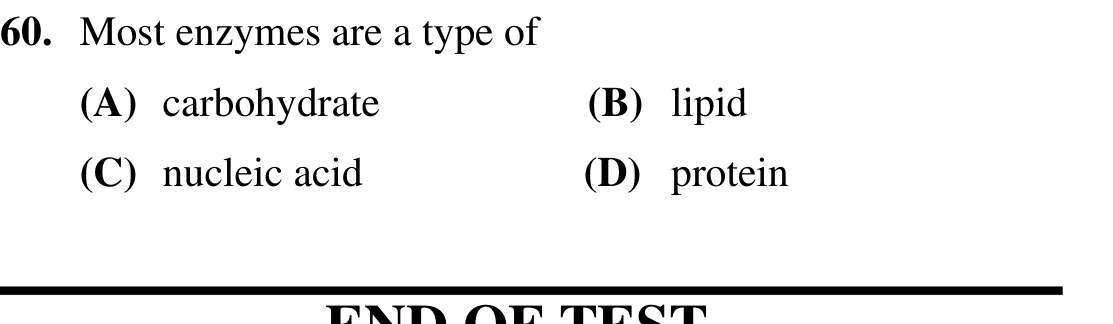 60. Most enzymes are a type of
(A) carbohydrate (B) lipid
(C) nucleic acid (D) protein
END OF TEST